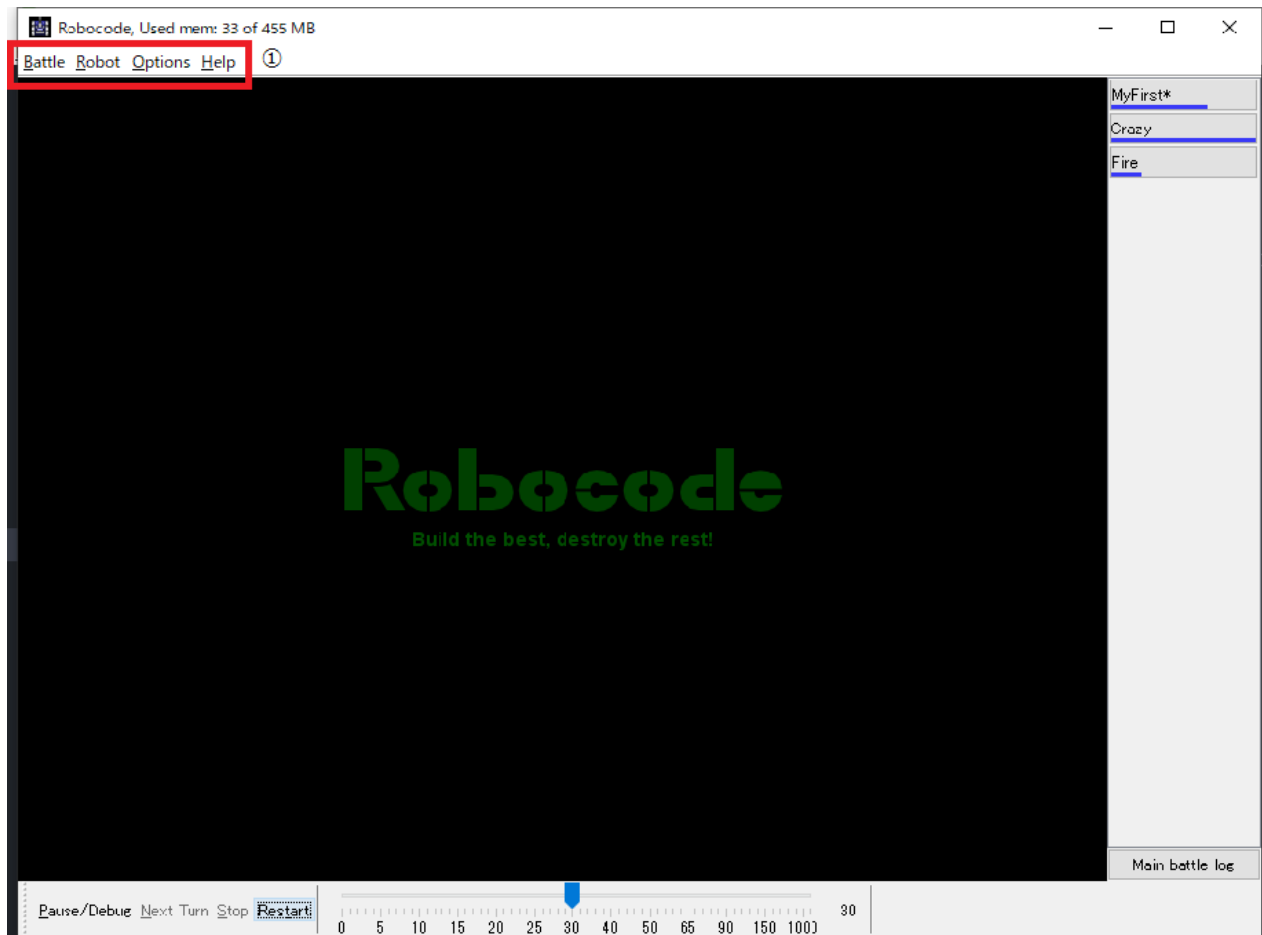 Robocode, Used mem: 33 of 455 MB
Battle Robot Options Help ①
MyFirst*
Crazy
Fire
Robocode
Build the best, destroy the rest!
Main battle log
Pause/Debug Next Turn Stop Restart
30
0 5 10 15 20 25 30 40 50 65 90 150 1000